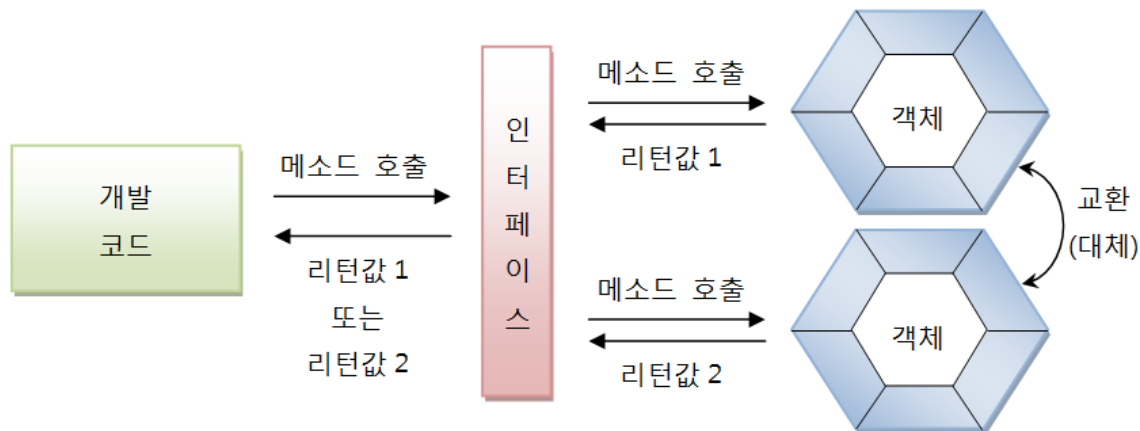 개발
코드
메소드 호출
리턴값 1
또는
리턴값 2
인
터
페
이
스
메소드 호출
리턴값 1
객체
메소드 호출
리턴값 2
객체
교환
(대체)